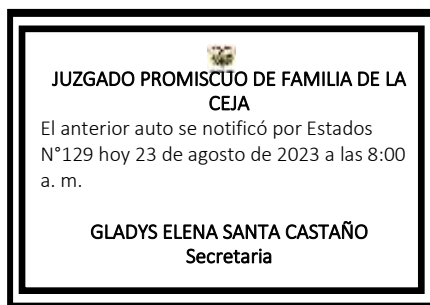 JUZGADO PROMISCUO DE FAMILIA DE LA
CEJA
El anterior auto se notificó por Estados
N°129 hoy 23 de agosto de 2023 a las 8:00
a. m.
GLADYS ELENA SANTA CASTAÑO
Secretaria